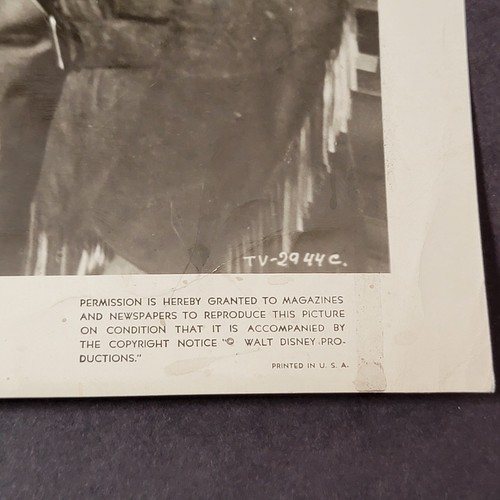 TV-2944C.
PERMISSION IS HEREBY GRANTED TO MAGAZINES
AND NEWSPAPERS TO REPRODUCE THIS PICTURE
ON CONDITION THAT IT IS ACCOMPANIED BY
THE COPYRIGHT NOTICE "© WALT DISNEY PRO-
DUCTIONS."
PRINTED IN U. S. A.